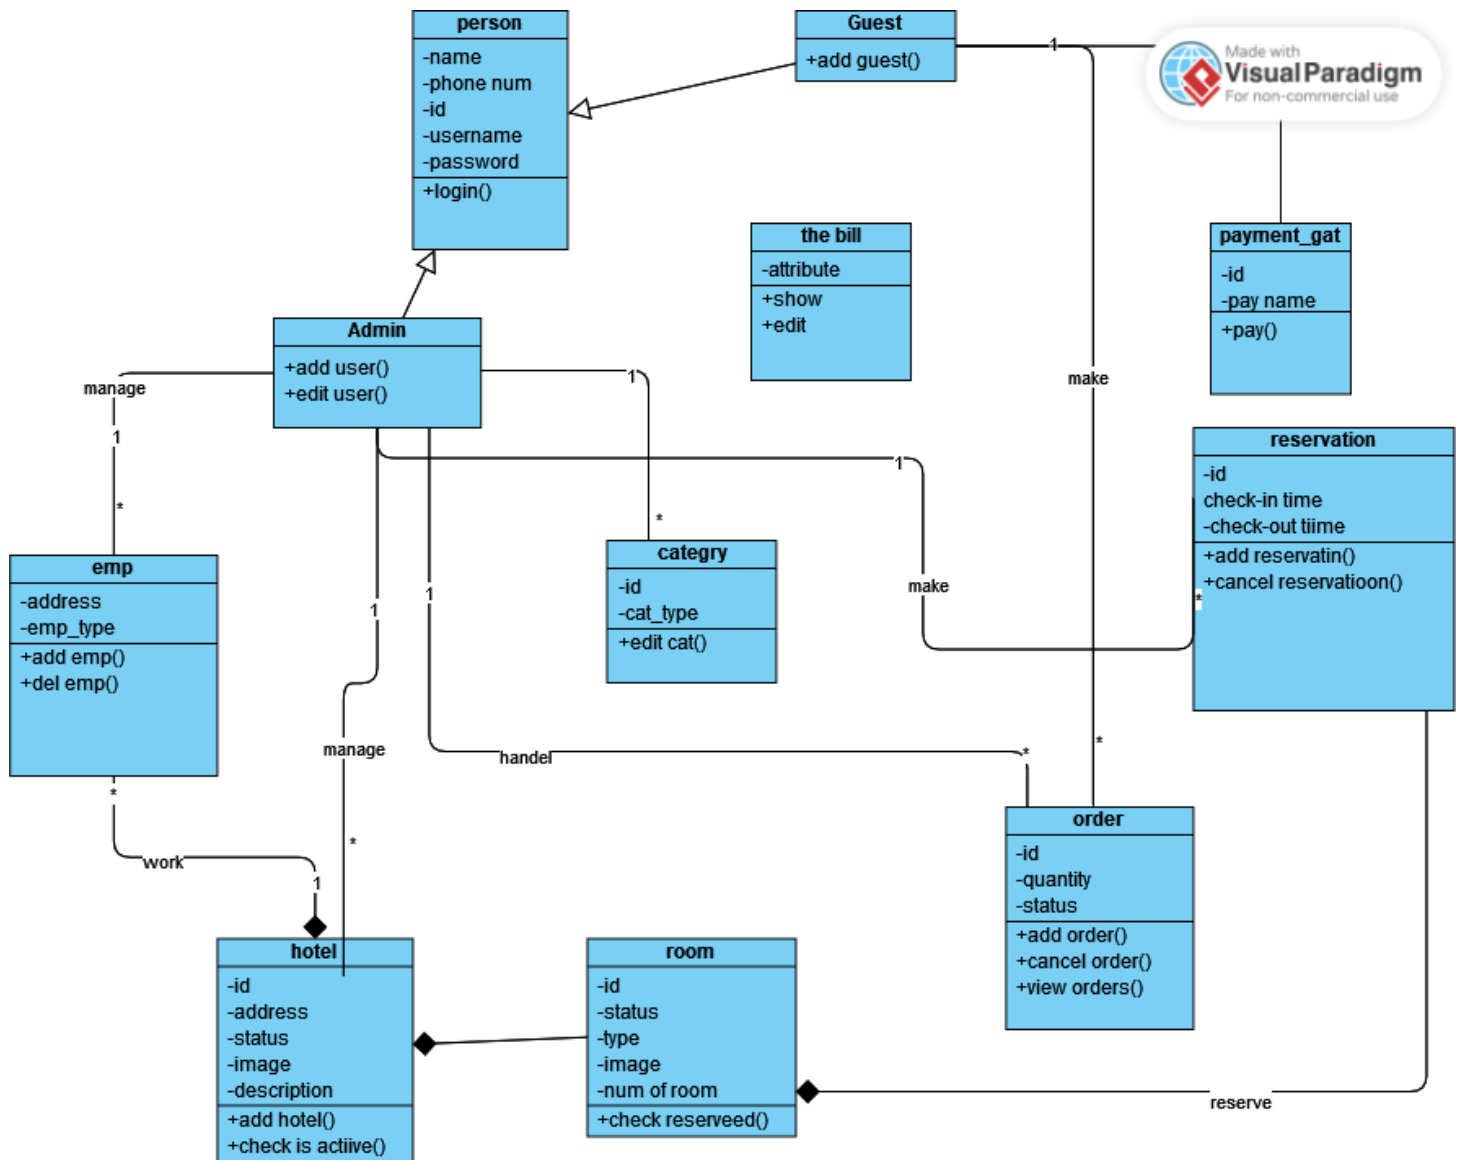 person
-name
-phone num
-id
-username
-password
+login()
Guest
+add guest()
1
Made with
Visual Paradigm
For non-commercial use
the bill
-attribute
+show
+edit
payment_gat
-id
-pay name
+pay()
Admin
+add user()
+edit user()
manage
1
*
1
*
make
1
make
*
reservation
-id
check-in time
-check-out tiime
+add reservatin()
+cancel reservatioon()
emp
-address
-emp_type
+add emp()
+del emp()
categry
-id
-cat_type
+edit cat()
1
1
manage
*
handel
*
*
order
-id
-quantity
-status
+add order()
+cancel order()
+view orders()
*
work
1
hotel
-id
-address
-status
-image
-description
+add hotel()
+check is actiive()
room
-id
-status
-type
-image
-num of room
+check reserveed()
reserve